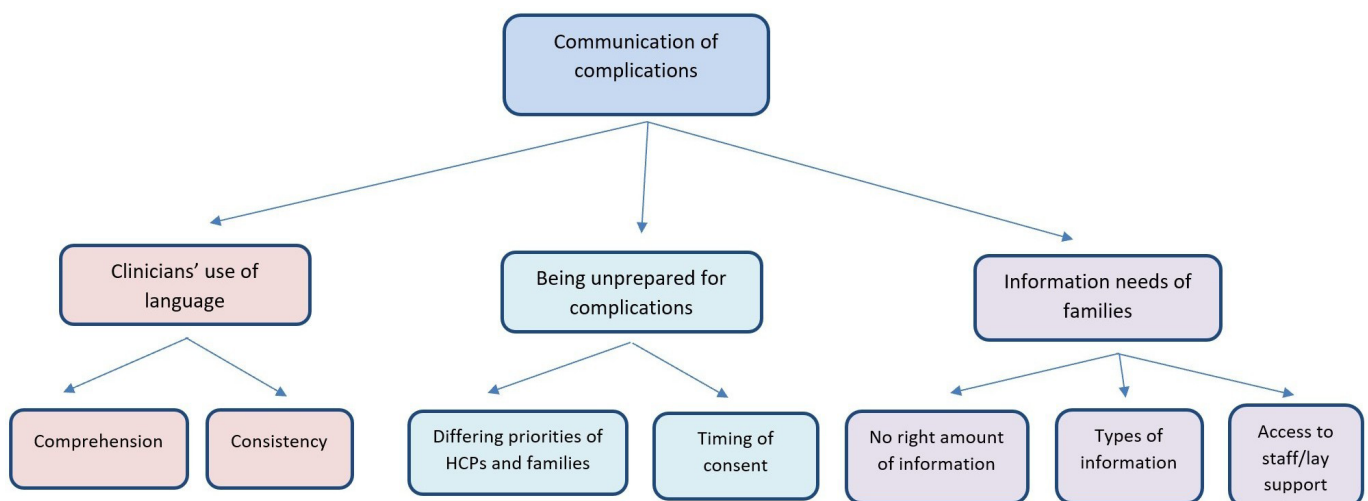 Communication of
complications
Clinicians’ use of
language
Being unprepared for
complications
Information needs of
families
Comprehension
Consistency
Differing priorities of
HCPs and families
Timing of
consent
No right amount
of information
Types of
information
Access to
staff/lay
support